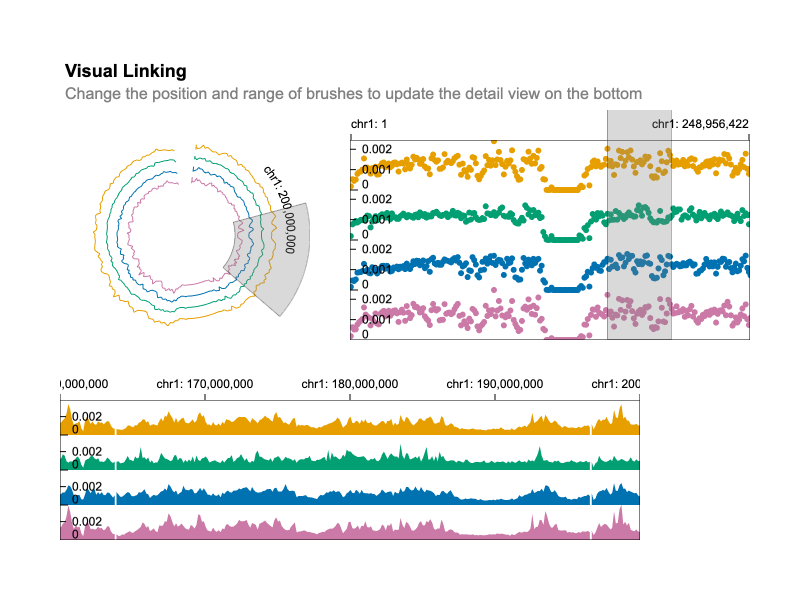 Visual Linking
Change the position and range of brushes to update the detail view on the bottom
chr1: 200,000,000
chr1: 1
chr1: 248,956,422
0.002
0.001
0
0.002
0.001
0
0.002
0.001
0
0.002
0.001
0
0,000,000
chr1: 170,000,000
chr1: 180,000,000
chr1: 190,000,000
chr1: 200
0.002
0
0.002
0
0.002
0
0.002
0